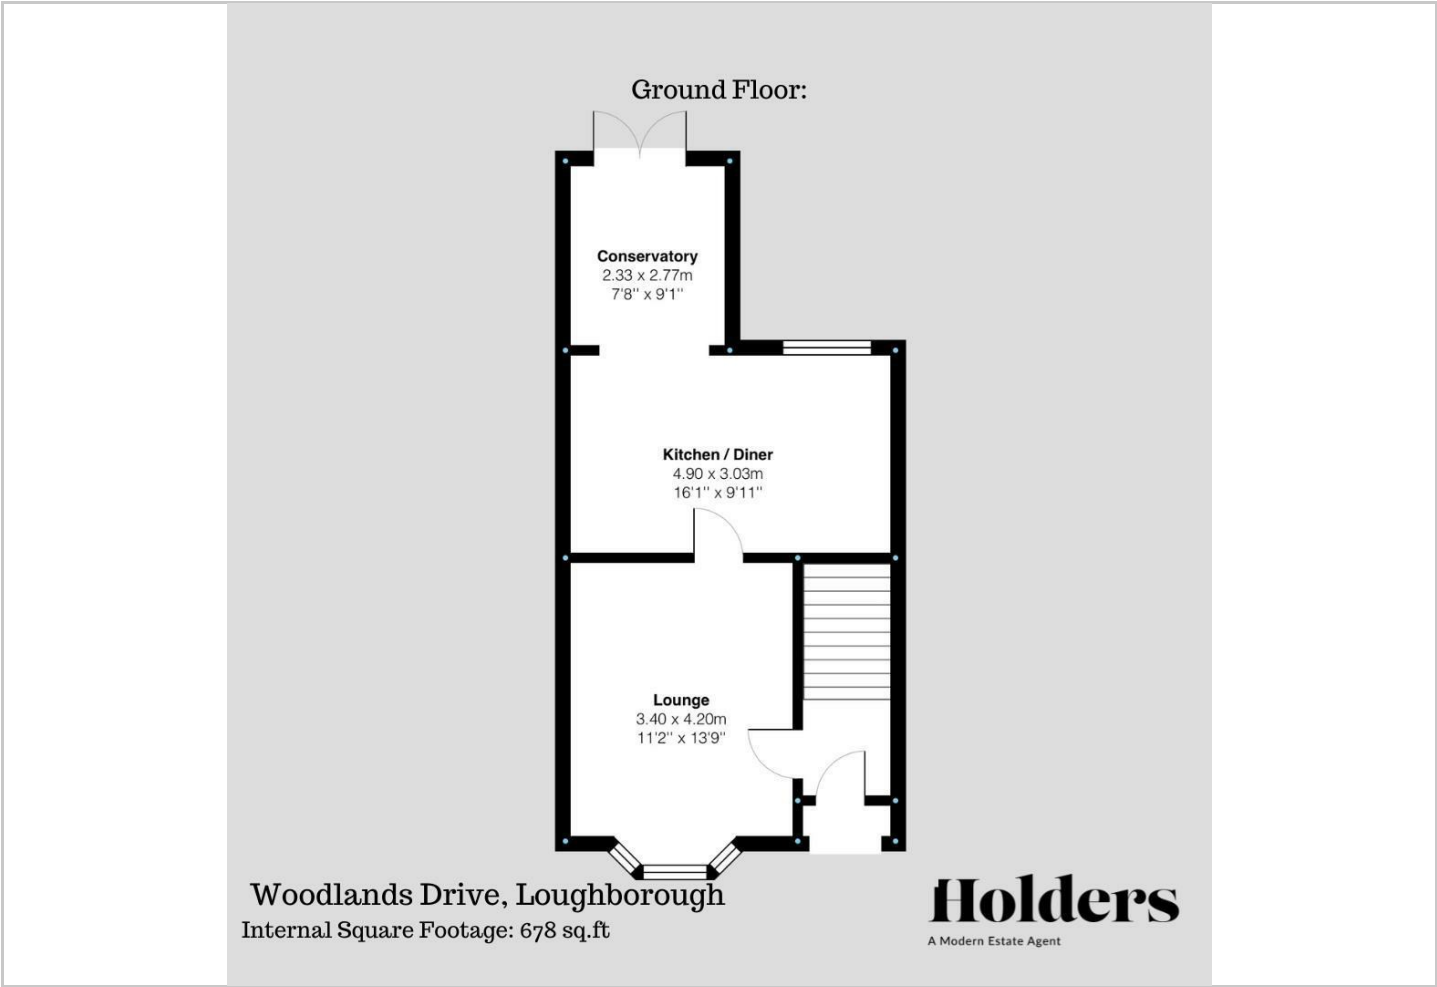 Ground Floor:
Conservatory
2.33 x 2.77m
7'8'' x 9'1''
Kitchen / Diner
4.90 x 3.03m
16'1'' x 9'11''
Lounge
3.40 x 4.20m
11'2'' x 13'9''
Woodlands Drive, Loughborough
Internal Square Footage: 678 sq.ft
Holders
A Modern Estate Agent